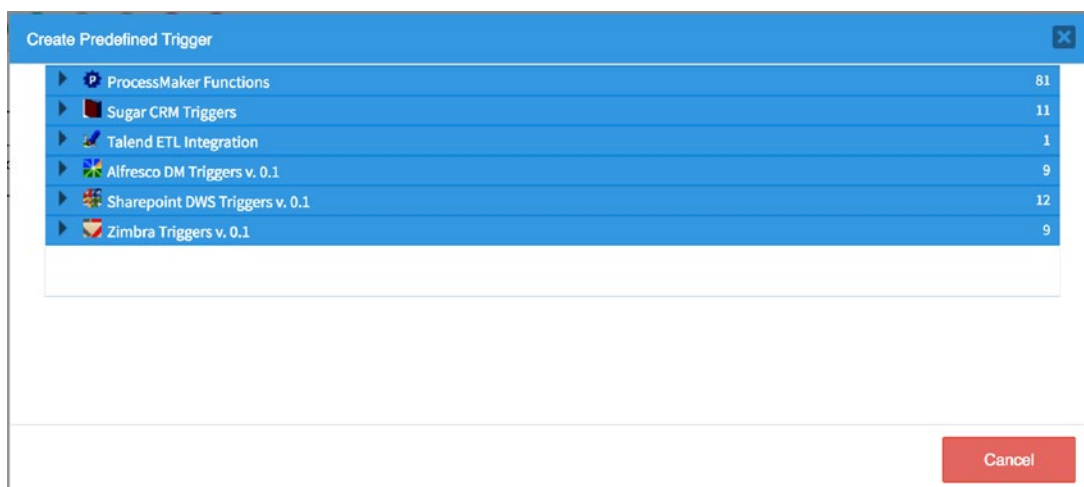 Create Predefined Trigger
P ProcessMaker Functions 81
Sugar CRM Triggers 11
Talend ETL Integration 1
Alfresco DM Triggers v. 0.1 9
Sharepoint DWS Triggers v. 0.1 12
Zimbra Triggers v. 0.1 9
Cancel